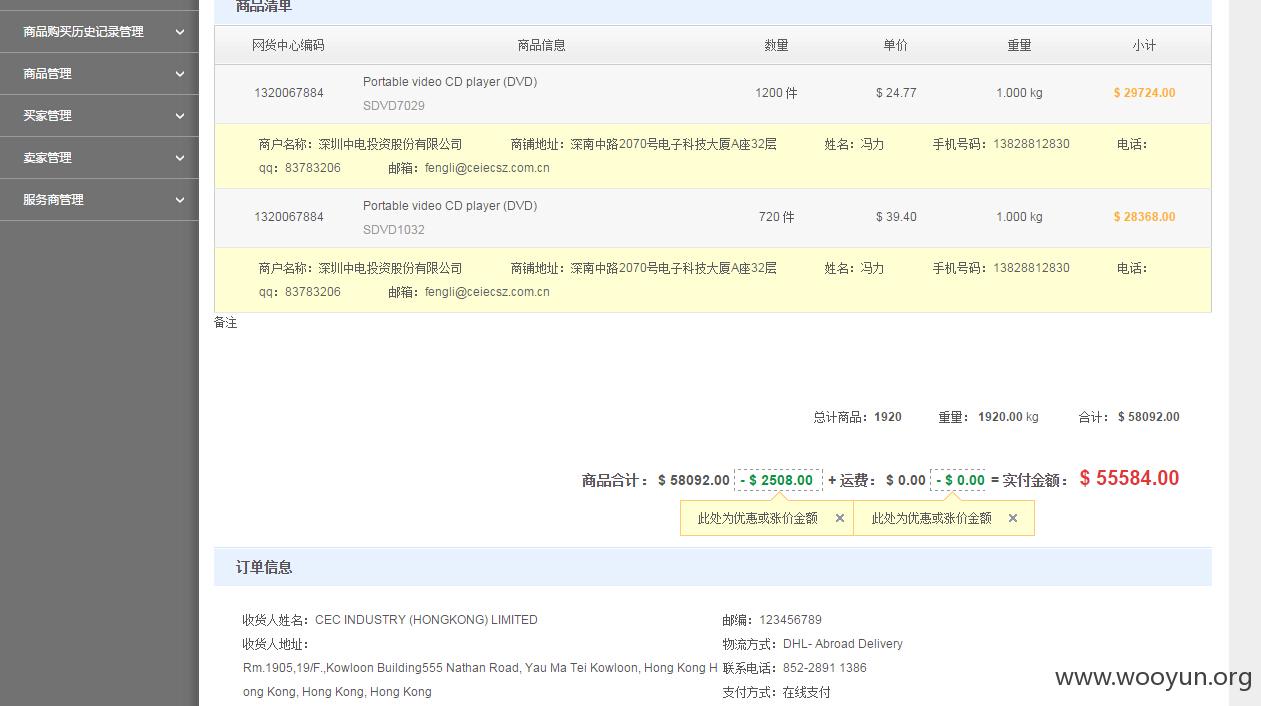 商品清单
商品购买历史记录管理
商品管理
买家管理
卖家管理
服务商管理
网货中心编码 商品信息 数量 单价 重量 小计
1320067884 Portable video CD player (DVD) 1200 件 $ 24.77 1.000 kg $ 29724.00
SDVD7029
商户名称：深圳中电投资股份有限公司 商铺地址：深南中路2070号电子科技大厦A座32层 姓名：冯力 手机号码：13828812830 电话：
qq：83783206 邮箱：fengli@ceiecsz.com.cn
1320067884 Portable video CD player (DVD) 720 件 $ 39.40 1.000 kg $ 28368.00
SDVD1032
商户名称：深圳中电投资股份有限公司 商铺地址：深南中路2070号电子科技大厦A座32层 姓名：冯力 手机号码：13828812830 电话：
qq：83783206 邮箱：fengli@ceiecsz.com.cn
备注
总计商品：1920 重量：1920.00 kg 合计：$ 58092.00
商品合计：$ 58092.00 - $ 2508.00 + 运费：$ 0.00 - $ 0.00 = 实付金额：$ 55584.00
此处为优惠或涨价金额 × 此处为优惠或涨价金额 ×
订单信息
收货人姓名：CEC INDUSTRY (HONGKONG) LIMITED 邮编：123456789
收货人地址： 物流方式：DHL- Abroad Delivery
Rm.1905,19/F.,Kowloon Building555 Nathan Road, Yau Ma Tei Kowloon, Hong Kong H 联系电话：852-2891 1386
ong Kong, Hong Kong, Hong Kong 支付方式：在线支付
www.wooyun.org